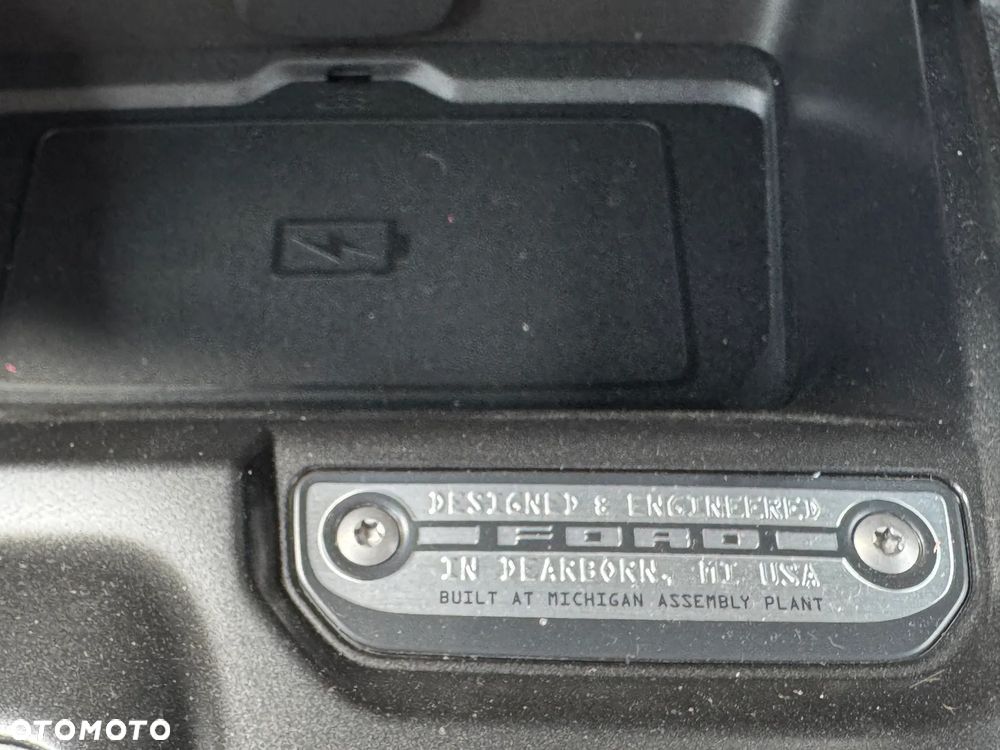 DESIGNED & ENGINEERED
FORD
IN DEARBORN, MI USA
BUILT AT MICHIGAN ASSEMBLY PLANT
OTOMOTO